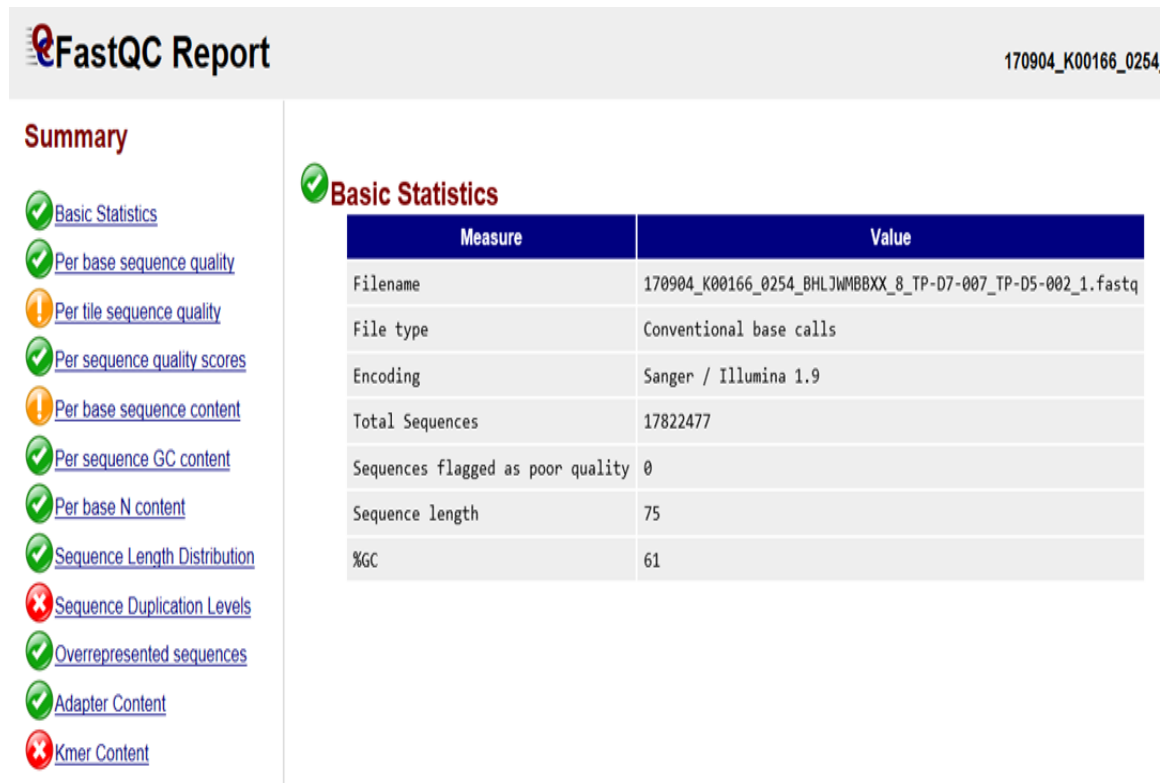 FastQC Report
170904_K00166_0254_
Summary
Basic Statistics
Per base sequence quality
Per tile sequence quality
Per sequence quality scores
Per base sequence content
Per sequence GC content
Per base N content
Sequence Length Distribution
Sequence Duplication Levels
Overrepresented sequences
Adapter Content
Kmer Content
Basic Statistics
Measure Value
Filename 170904_K00166_0254_BHLJWMBBXX_8_TP-D7-007_TP-D5-002_1.fastq
File type Conventional base calls
Encoding Sanger / Illumina 1.9
Total Sequences 17822477
Sequences flagged as poor quality 0
Sequence length 75
%GC 61